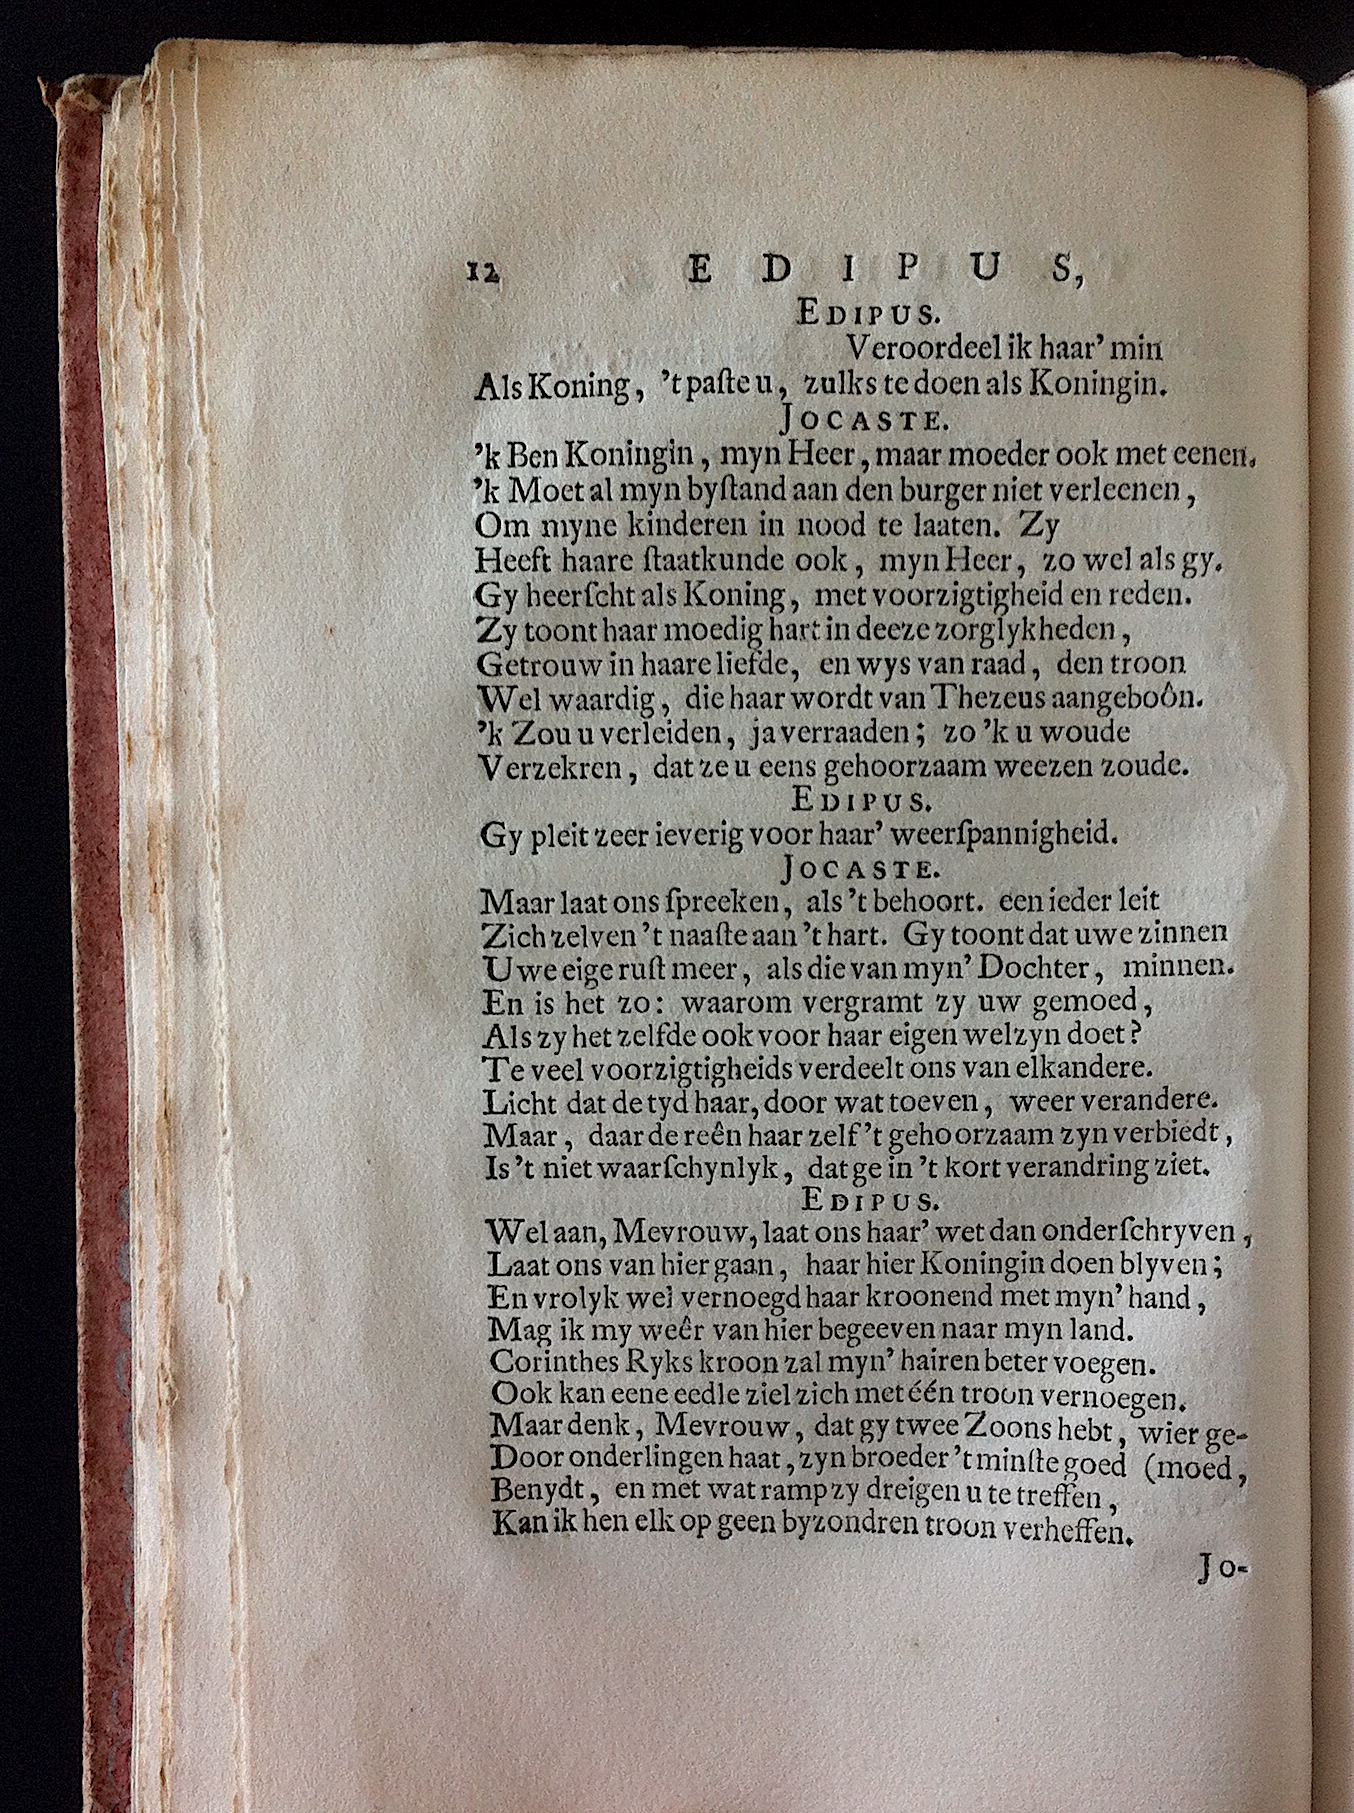 12 EDIPUS,
EDIPUS.
Veroordeel ik haar' min
Als Koning, 't paſte u, zulks te doen als Koningin.
JOCASTE.
'k Ben Koningin, myn Heer, maar moeder ook met eenen.
'k Moet al myn byſtand aan den burger niet verleenen,
Om myne kinderen in nood te laaten. Zy
Heeft haare ſtaatkunde ook, myn Heer, zo wel als gy.
Gy heerſcht als Koning, met voorzigtigheid en reden.
Zy toont haar moedig hart in deeze zorglykheden,
Getrouw in haare liefde, en wys van raad, den troon
Wel waardig, die haar wordt van Thezeus aangeboôn.
'k Zou u verleiden, ja verraaden; zo 'k u woude
Verzekren, dat ze u eens gehoorzaam weezen zoude.
EDIPUS.
Gy pleit zeer ieverig voor haar' weerſpannigheid.
JOCASTE.
Maar laat ons ſpreeken, als 't behoort. een ieder leit
Zich zelven 't naaſte aan 't hart. Gy toont dat uwe zinnen
Uwe eige ruſt meer, als die van myn' Dochter, minnen.
En is het zo: waarom vergramt zy uw gemoed,
Als zy het zelfde ook voor haar eigen welzyn doet?
Te veel voorzigtigheids verdeelt ons van elkandere.
Licht dat de tyd haar, door wat toeven, weer verandere.
Maar, daar de reên haar zelf 't gehoorzaam zyn verbiedt,
Is 't niet waarſchynlyk, dat ge in 't kort verandring ziet.
EDIPUS.
Wel aan, Mevrouw, laat ons haar' wet dan onderſchryven,
Laat ons van hier gaan, haar hier Koningin doen blyven;
En vrolyk wel vernoegd haar kroonend met myn' hand,
Mag ik my weêr van hier begeeven naar myn land.
Corinthes Ryks kroon zal myn' hairen beter voegen.
Ook kan eene eedle ziel zich met één troon vernoegen.
Maar denk, Mevrouw, dat gy twee Zoons hebt, wier ge-
Door onderlingen haat, zyn broeder 't minſte goed (moed,
Benydt, en met wat ramp zy dreigen u te treffen,
Kan ik hen elk op geen byzondren troon verheffen.
Jo-